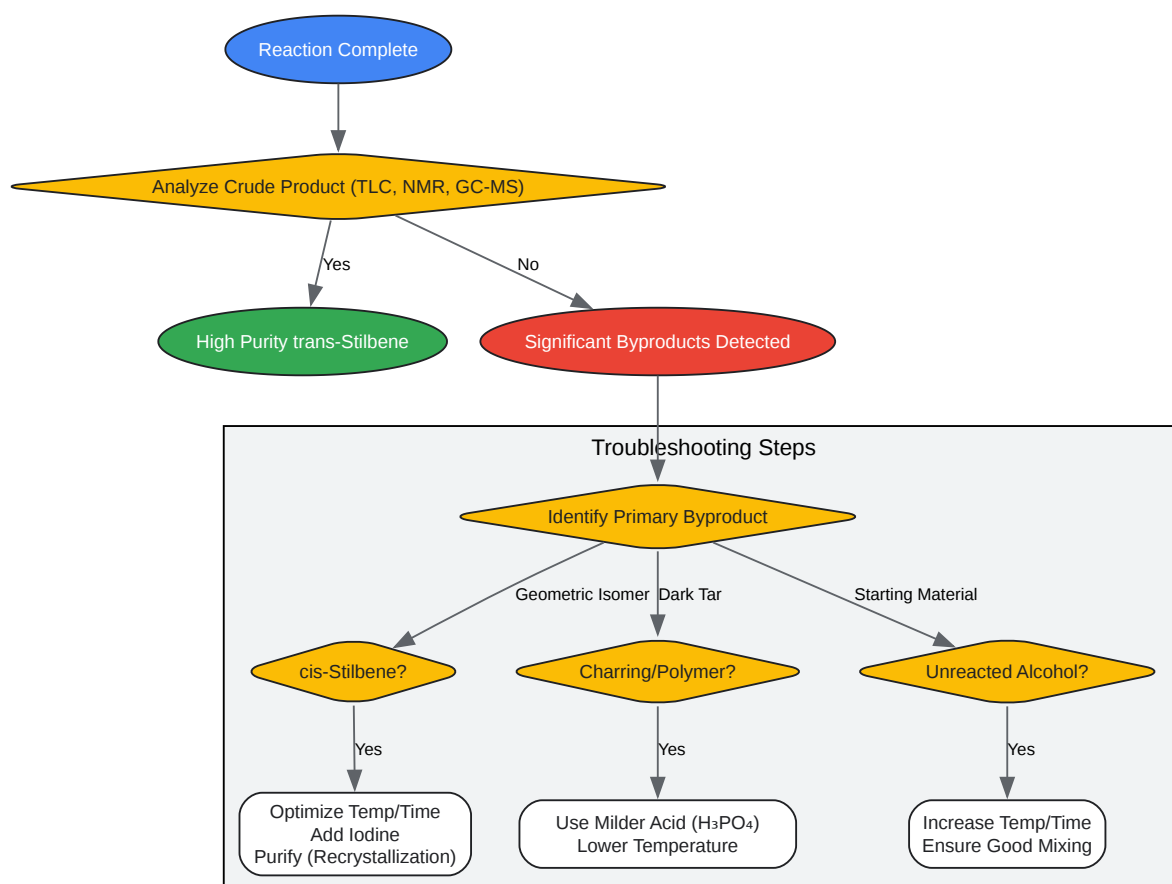 Reaction Complete
Analyze Crude Product (TLC, NMR, GC-MS)
Yes
No
High Purity trans-Stilbene
Significant Byproducts Detected
Troubleshooting Steps
Identify Primary Byproduct
Geometric Isomer
Dark Tar
Starting Material
cis-Stilbene?
Charring/Polymer?
Unreacted Alcohol?
Yes
Yes
Yes
Optimize Temp/Time
Add Iodine
Purify (Recrystallization)
Use Milder Acid (H₃PO₄)
Lower Temperature
Increase Temp/Time
Ensure Good Mixing